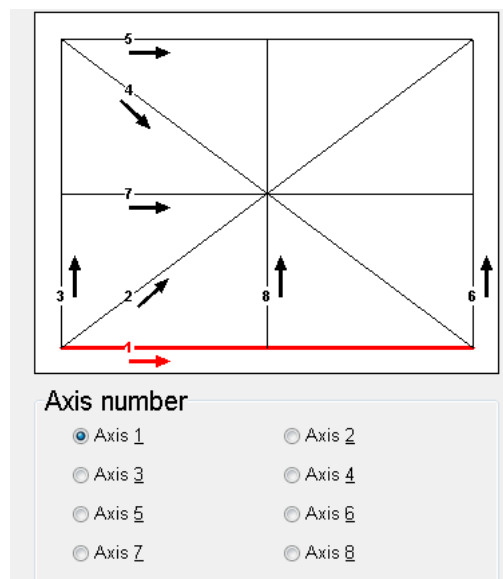 5
4
7
3 2 8 6
1
Axis number
Axis 1 Axis 2
Axis 3 Axis 4
Axis 5 Axis 6
Axis 7 Axis 8